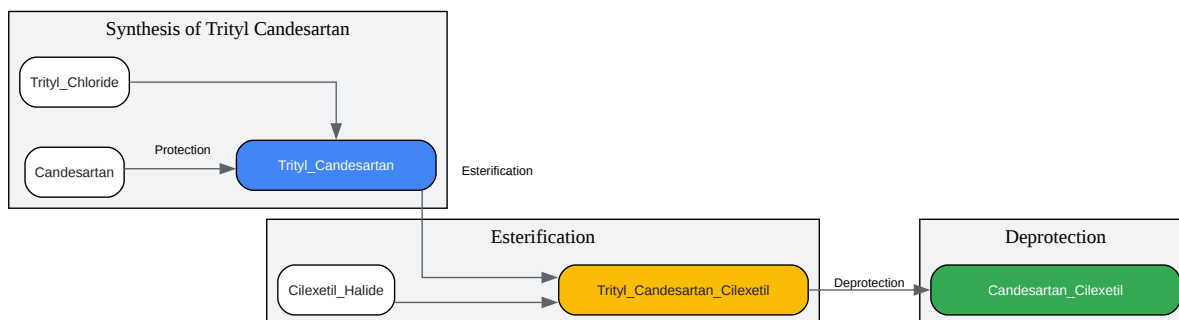 Synthesis of Trityl Candesartan
Trityl_Chloride
Protection
Candesartan
Trityl_Candesartan
Esterification
Esterification
Cilexetil_Halide
Trityl_Candesartan_Cilexetil
Deprotection
Deprotection
Candesartan_Cilexetil